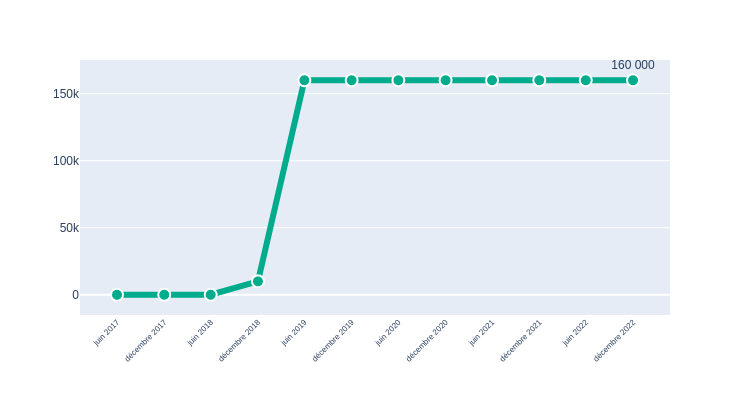 160 000
150k
100k
50k
0
juin 2017
décembre 2017
juin 2018
décembre 2018
juin 2019
décembre 2019
juin 2020
décembre 2020
juin 2021
décembre 2021
juin 2022
décembre 2022